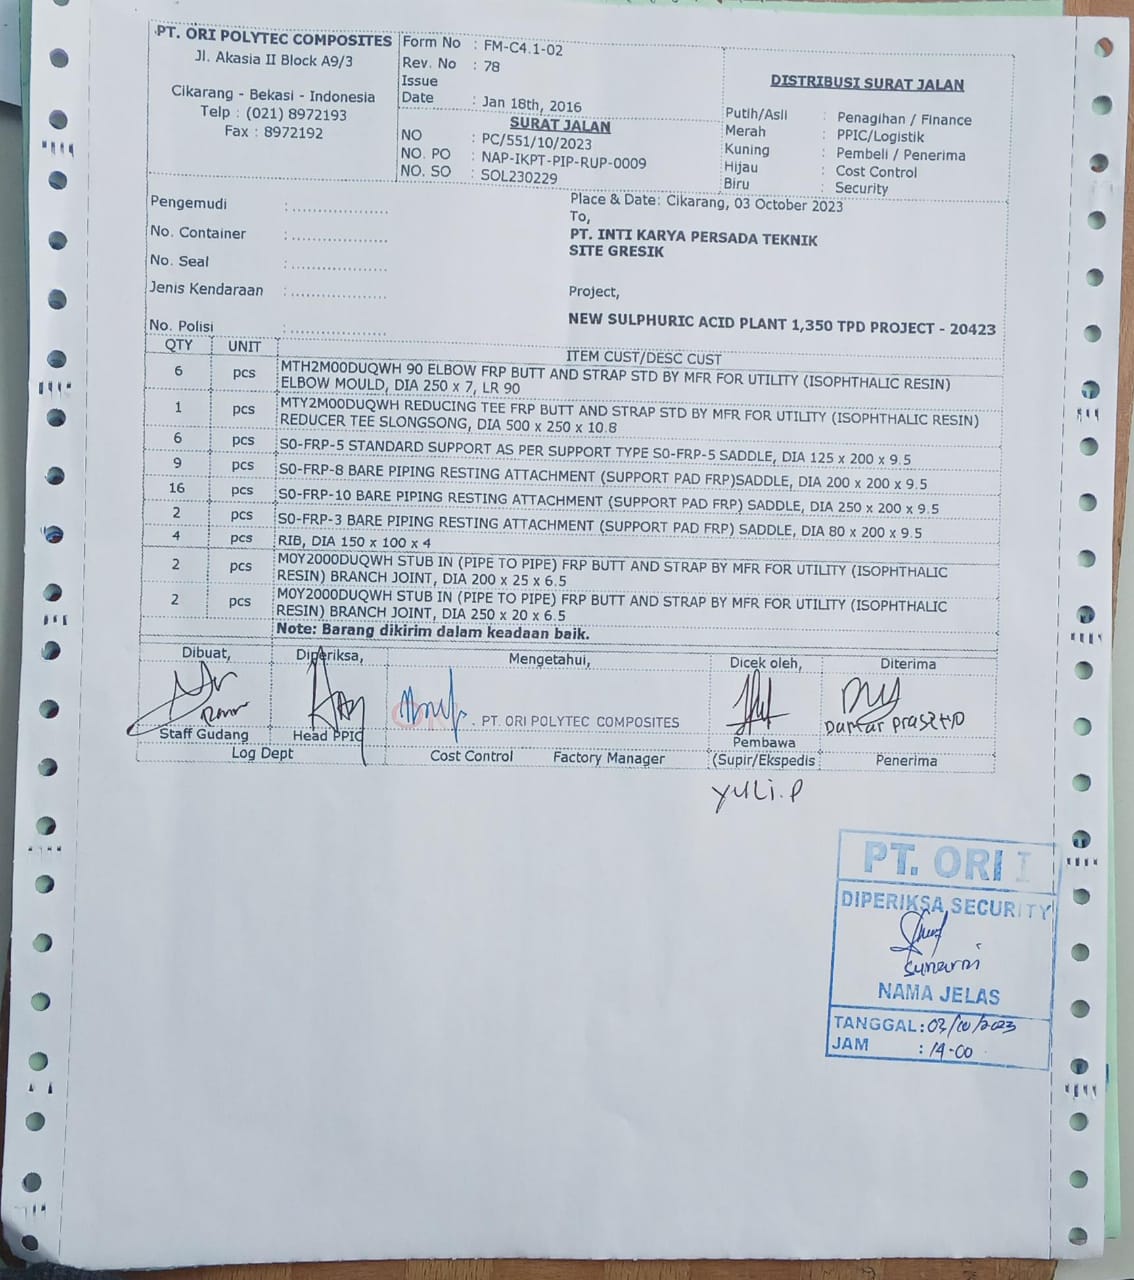 PT. ORI POLYTEC COMPOSITES
Jl. Akasia II Block A9/3
Cikarang - Bekasi - Indonesia
Telp : (021) 8972193
Fax : 8972192
Form No : FM-C4.1-02
Rev. No : 78
Issue
Date : Jan 18th, 2016
SURAT JALAN
NO : PC/551/10/2023
NO. PO : NAP-IKPT-PIP-RUP-0009
NO. SO : SOL230229
DISTRIBUSI SURAT JALAN
Putih/Asli : Penagihan / Finance
Merah : PPIC/Logistik
Kuning : Pembeli / Penerima
Hijau : Cost Control
Biru : Security
Pengemudi : ..................
No. Container : ..................
No. Seal : ..................
Jenis Kendaraan : ..................
No. Polisi : ..................
Place & Date: Cikarang, 03 October 2023
To,
PT. INTI KARYA PERSADA TEKNIK
SITE GRESIK
Project,
NEW SULPHURIC ACID PLANT 1,350 TPD PROJECT - 20423
QTY UNIT ITEM CUST/DESC CUST
6 pcs MTH2M00DUQWH 90 ELBOW FRP BUTT AND STRAP STD BY MFR FOR UTILITY (ISOPHTHALIC RESIN)
ELBOW MOULD, DIA 250 x 7, LR 90
1 pcs MTY2M00DUQWH REDUCING TEE FRP BUTT AND STRAP STD BY MFR FOR UTILITY (ISOPHTHALIC RESIN)
REDUCER TEE SLONGSONG, DIA 500 x 250 x 10.8
6 pcs S0-FRP-5 STANDARD SUPPORT AS PER SUPPORT TYPE S0-FRP-5 SADDLE, DIA 125 x 200 x 9.5
9 pcs S0-FRP-8 BARE PIPING RESTING ATTACHMENT (SUPPORT PAD FRP)SADDLE, DIA 200 x 200 x 9.5
16 pcs S0-FRP-10 BARE PIPING RESTING ATTACHMENT (SUPPORT PAD FRP) SADDLE, DIA 250 x 200 x 9.5
2 pcs S0-FRP-3 BARE PIPING RESTING ATTACHMENT (SUPPORT PAD FRP) SADDLE, DIA 80 x 200 x 9.5
4 pcs RIB, DIA 150 x 100 x 4
2 pcs M0Y2000DUQWH STUB IN (PIPE TO PIPE) FRP BUTT AND STRAP BY MFR FOR UTILITY (ISOPHTHALIC
RESIN) BRANCH JOINT, DIA 200 x 25 x 6.5
2 pcs M0Y2000DUQWH STUB IN (PIPE TO PIPE) FRP BUTT AND STRAP BY MFR FOR UTILITY (ISOPHTHALIC
RESIN) BRANCH JOINT, DIA 250 x 20 x 6.5
Note: Barang dikirim dalam keadaan baik.
Dibuat, Diperiksa, Mengetahui, Dicek oleh, Diterima
PT. ORI POLYTEC COMPOSITES
Damar Prasetyo
Staff Gudang Head PPIC Pembawa
Log Dept Cost Control Factory Manager (Supir/Ekspedis Penerima
Yuli.P
PT. ORI I
DIPERIKSA SECURITY
Sunarni
NAMA JELAS
TANGGAL : 03/10/2023
JAM : 14.00